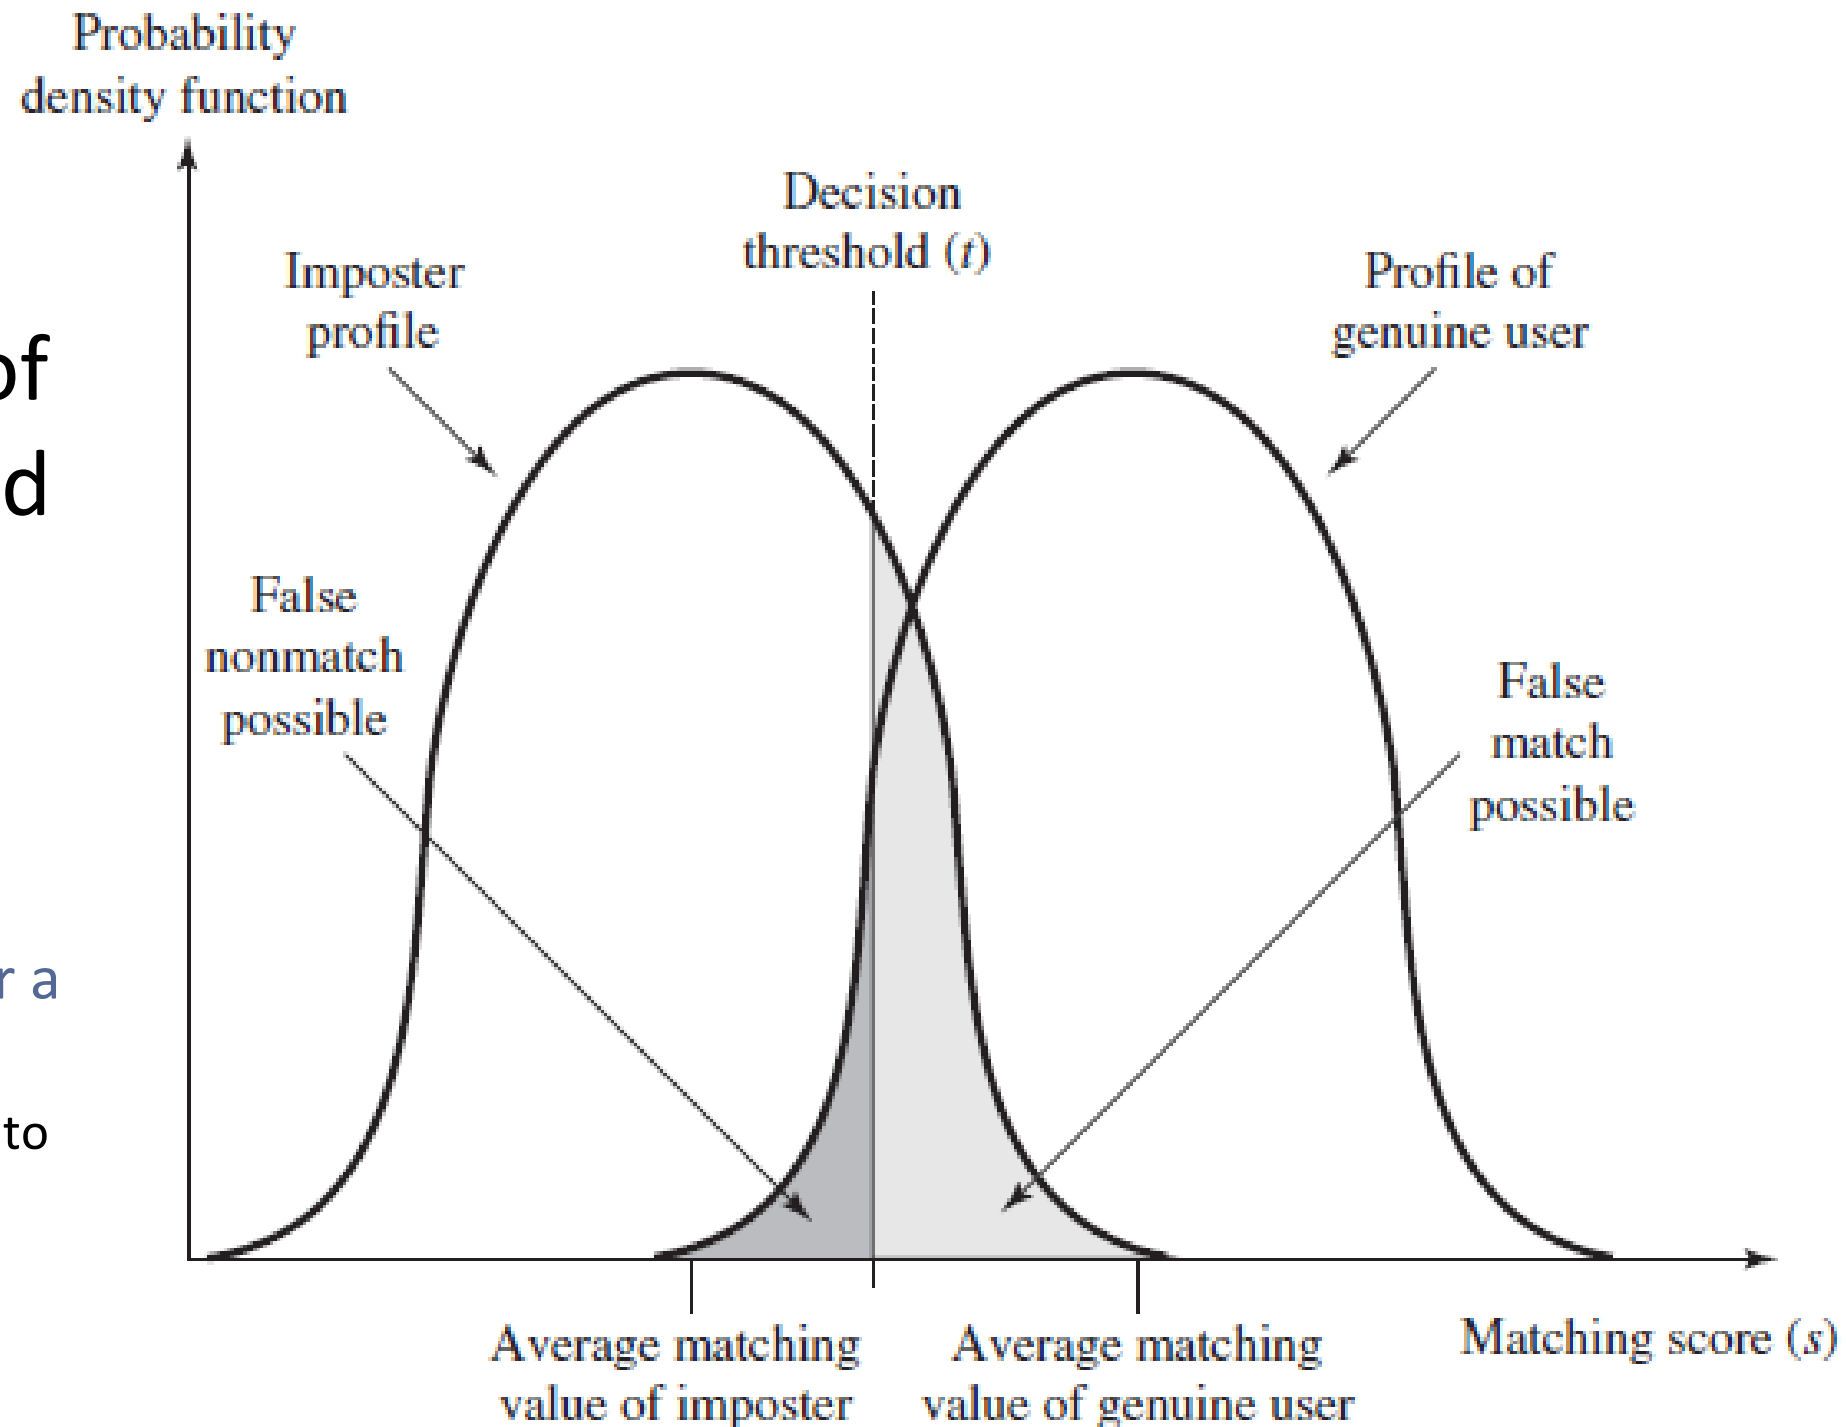 Probability
density function
Decision
threshold (t)
Imposter
profile
Profile of
genuine user
of
d
False
nonmatch
possible
False
match
possible
r a
to
Average matching
value of imposter
Average matching
value of genuine user
Matching score (s)